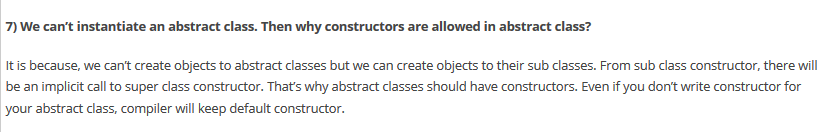 7) We can’t instantiate an abstract class. Then why constructors are allowed in abstract class?
It is because, we can’t create objects to abstract classes but we can create objects to their sub classes. From sub class constructor, there will
be an implicit call to super class constructor. That’s why abstract classes should have constructors. Even if you don’t write constructor for
your abstract class, compiler will keep default constructor.